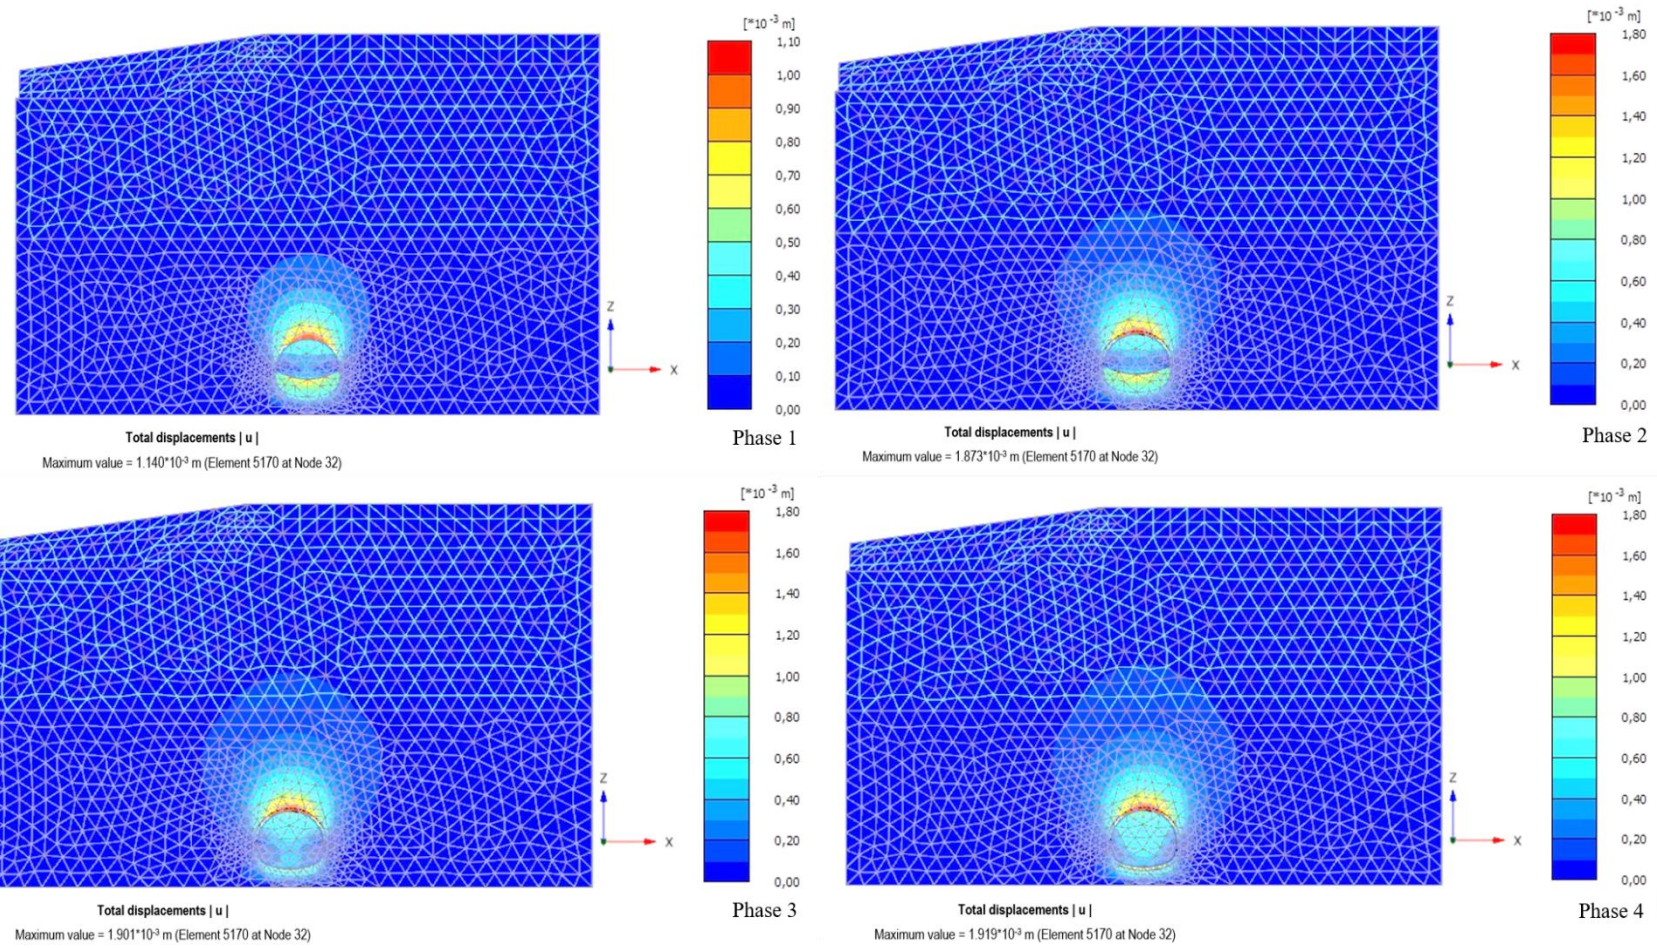 [*10 -3 m]
1,10
1,00
0,90
0,80
0,70
0,60
0,50
0,40
0,30
0,20
0,10
0,00
Z
X
Total displacements | u |
Phase 1
Maximum value = 1.140*10-3 m (Element 5170 at Node 32)
[*10 -3 m]
1,80
1,60
1,40
1,20
1,00
0,80
0,60
0,40
0,20
0,00
Z
X
Total displacements | u |
Phase 2
Maximum value = 1.873*10-3 m (Element 5170 at Node 32)
[*10 -3 m]
1,80
1,60
1,40
1,20
1,00
0,80
0,60
0,40
0,20
0,00
Z
X
Total displacements | u |
Phase 3
Maximum value = 1.901*10-3 m (Element 5170 at Node 32)
[*10 -3 m]
1,80
1,60
1,40
1,20
1,00
0,80
0,60
0,40
0,20
0,00
Z
X
Total displacements | u |
Phase 4
Maximum value = 1.919*10-3 m (Element 5170 at Node 32)